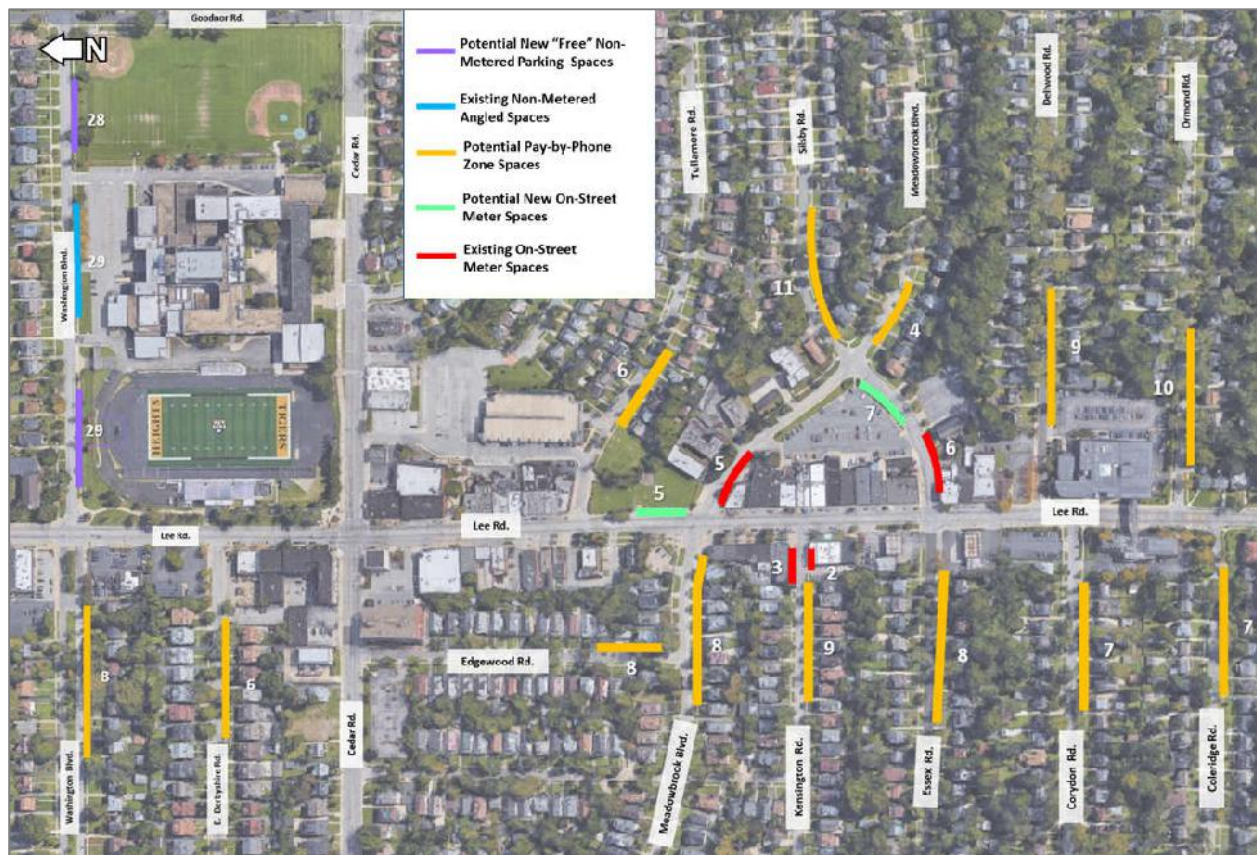 Goodnor Rd.
N
Potential New “Free” Non-
Metered Parking Spaces
Existing Non-Metered
Angled Spaces
Potential Pay-by-Phone
Zone Spaces
Potential New On-Street
Meter Spaces
Existing On-Street
Meter Spaces
28
Cedar Rd.
Tullamore Rd.
Silsby Rd.
Meadowbrook Blvd.
Dellwood Rd.
Ormond Rd.
Washington Blvd.
29
11
4
9
10
6
7
29
HEIGHTS
TIGERS
5
6
5
Lee Rd.
Lee Rd.
Lee Rd.
3
2
8
6
Edgewood Rd.
8
8
9
8
7
7
Washington Blvd.
E. Derbyshire Rd.
Cedar Rd.
Meadowbrook Blvd.
Kensington Rd.
Essex Rd.
Corydon Rd.
Coleridge Rd.